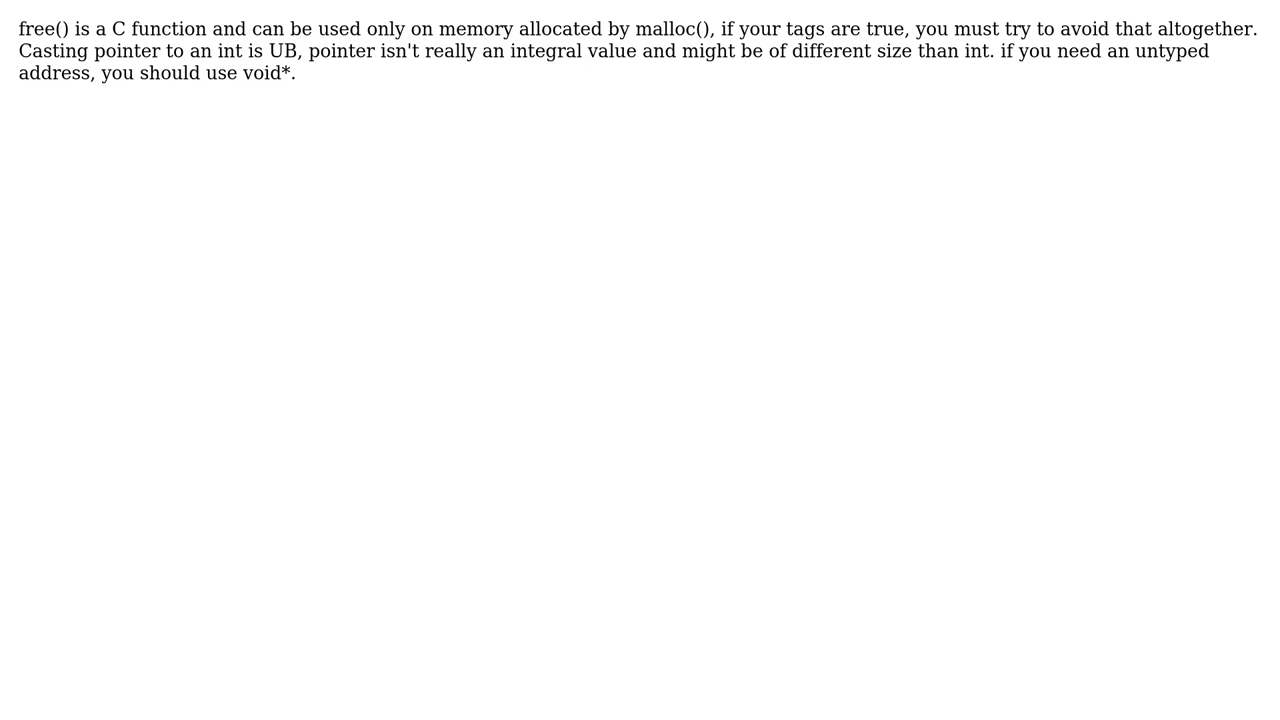 free() is a C function and can be used only on memory allocated by malloc(), if your tags are true, you must try to avoid that altogether.
Casting pointer to an int is UB, pointer isn't really an integral value and might be of different size than int. if you need an untyped
address, you should use void*.